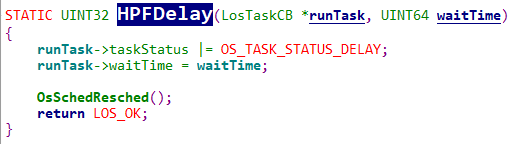 STATIC UINT32 HPFDelay(LosTaskCB *runTask, UINT64 waitTime)
{
    runTask->taskStatus |= OS_TASK_STATUS_DELAY;
    runTask->waitTime = waitTime;

    OsSchedResched();
    return LOS_OK;
}